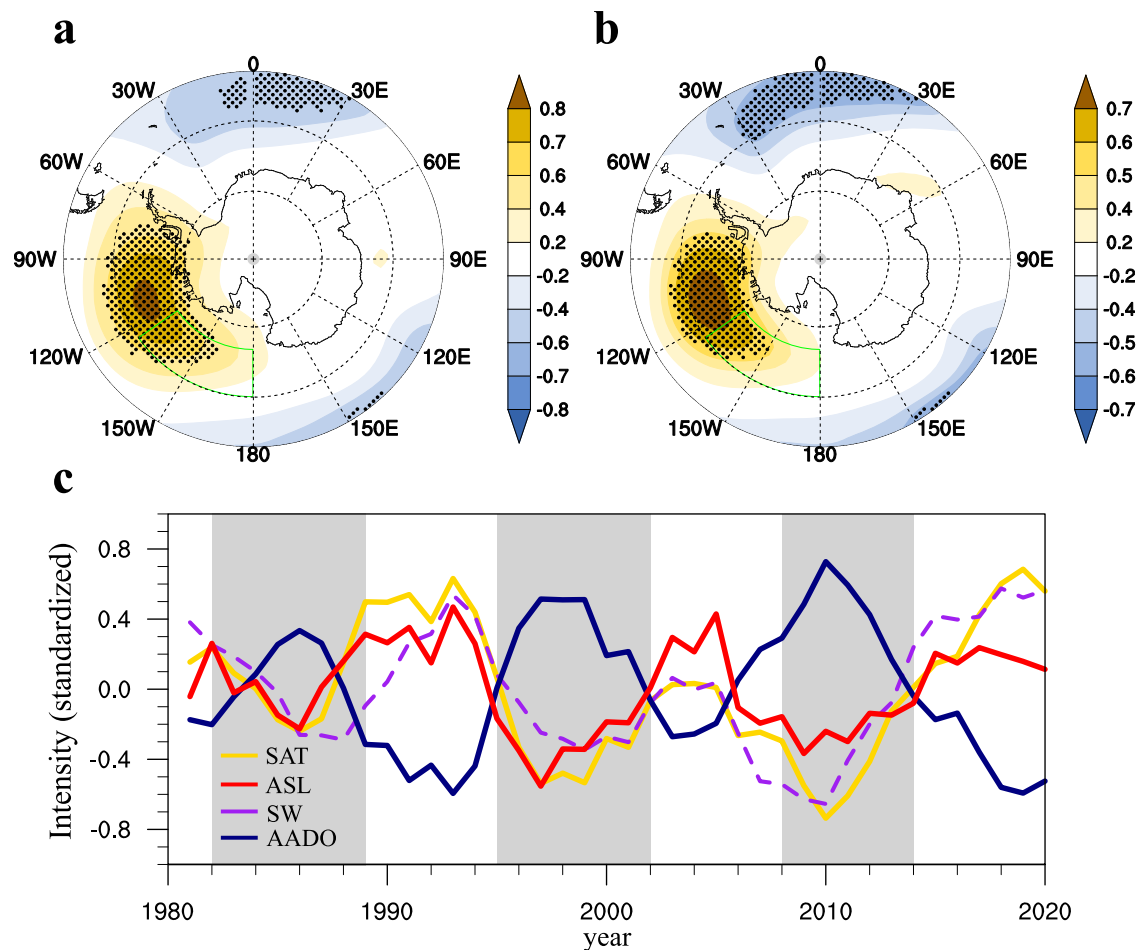 a b
0 0
30W 30E 30W 30E
60W 60E 60W 60E
90W 90E 90W 90E
120W 120E 120W 120E
150W 150E 150W 150E
180 180
0.8 0.7
0.7 0.6
0.6 0.5
0.4 0.4
0.2 0.2
-0.2 -0.2
-0.4 -0.4
-0.6 -0.5
-0.7 -0.6
-0.8 -0.7
c
Intensity (standardized)
0.8
0.4
0.0
-0.4
-0.8
SAT
ASL
SW
AADO
1980 1990 2000 2010 2020
year